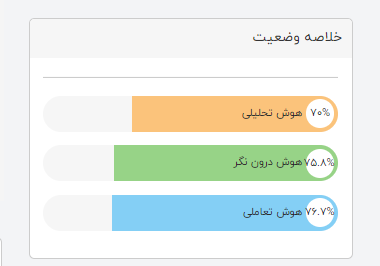 خلاصه وضعیت
۷۰% هوش تحلیلی
۷۵.۸% هوش درون نگر
۷۶.۷% هوش تعاملی